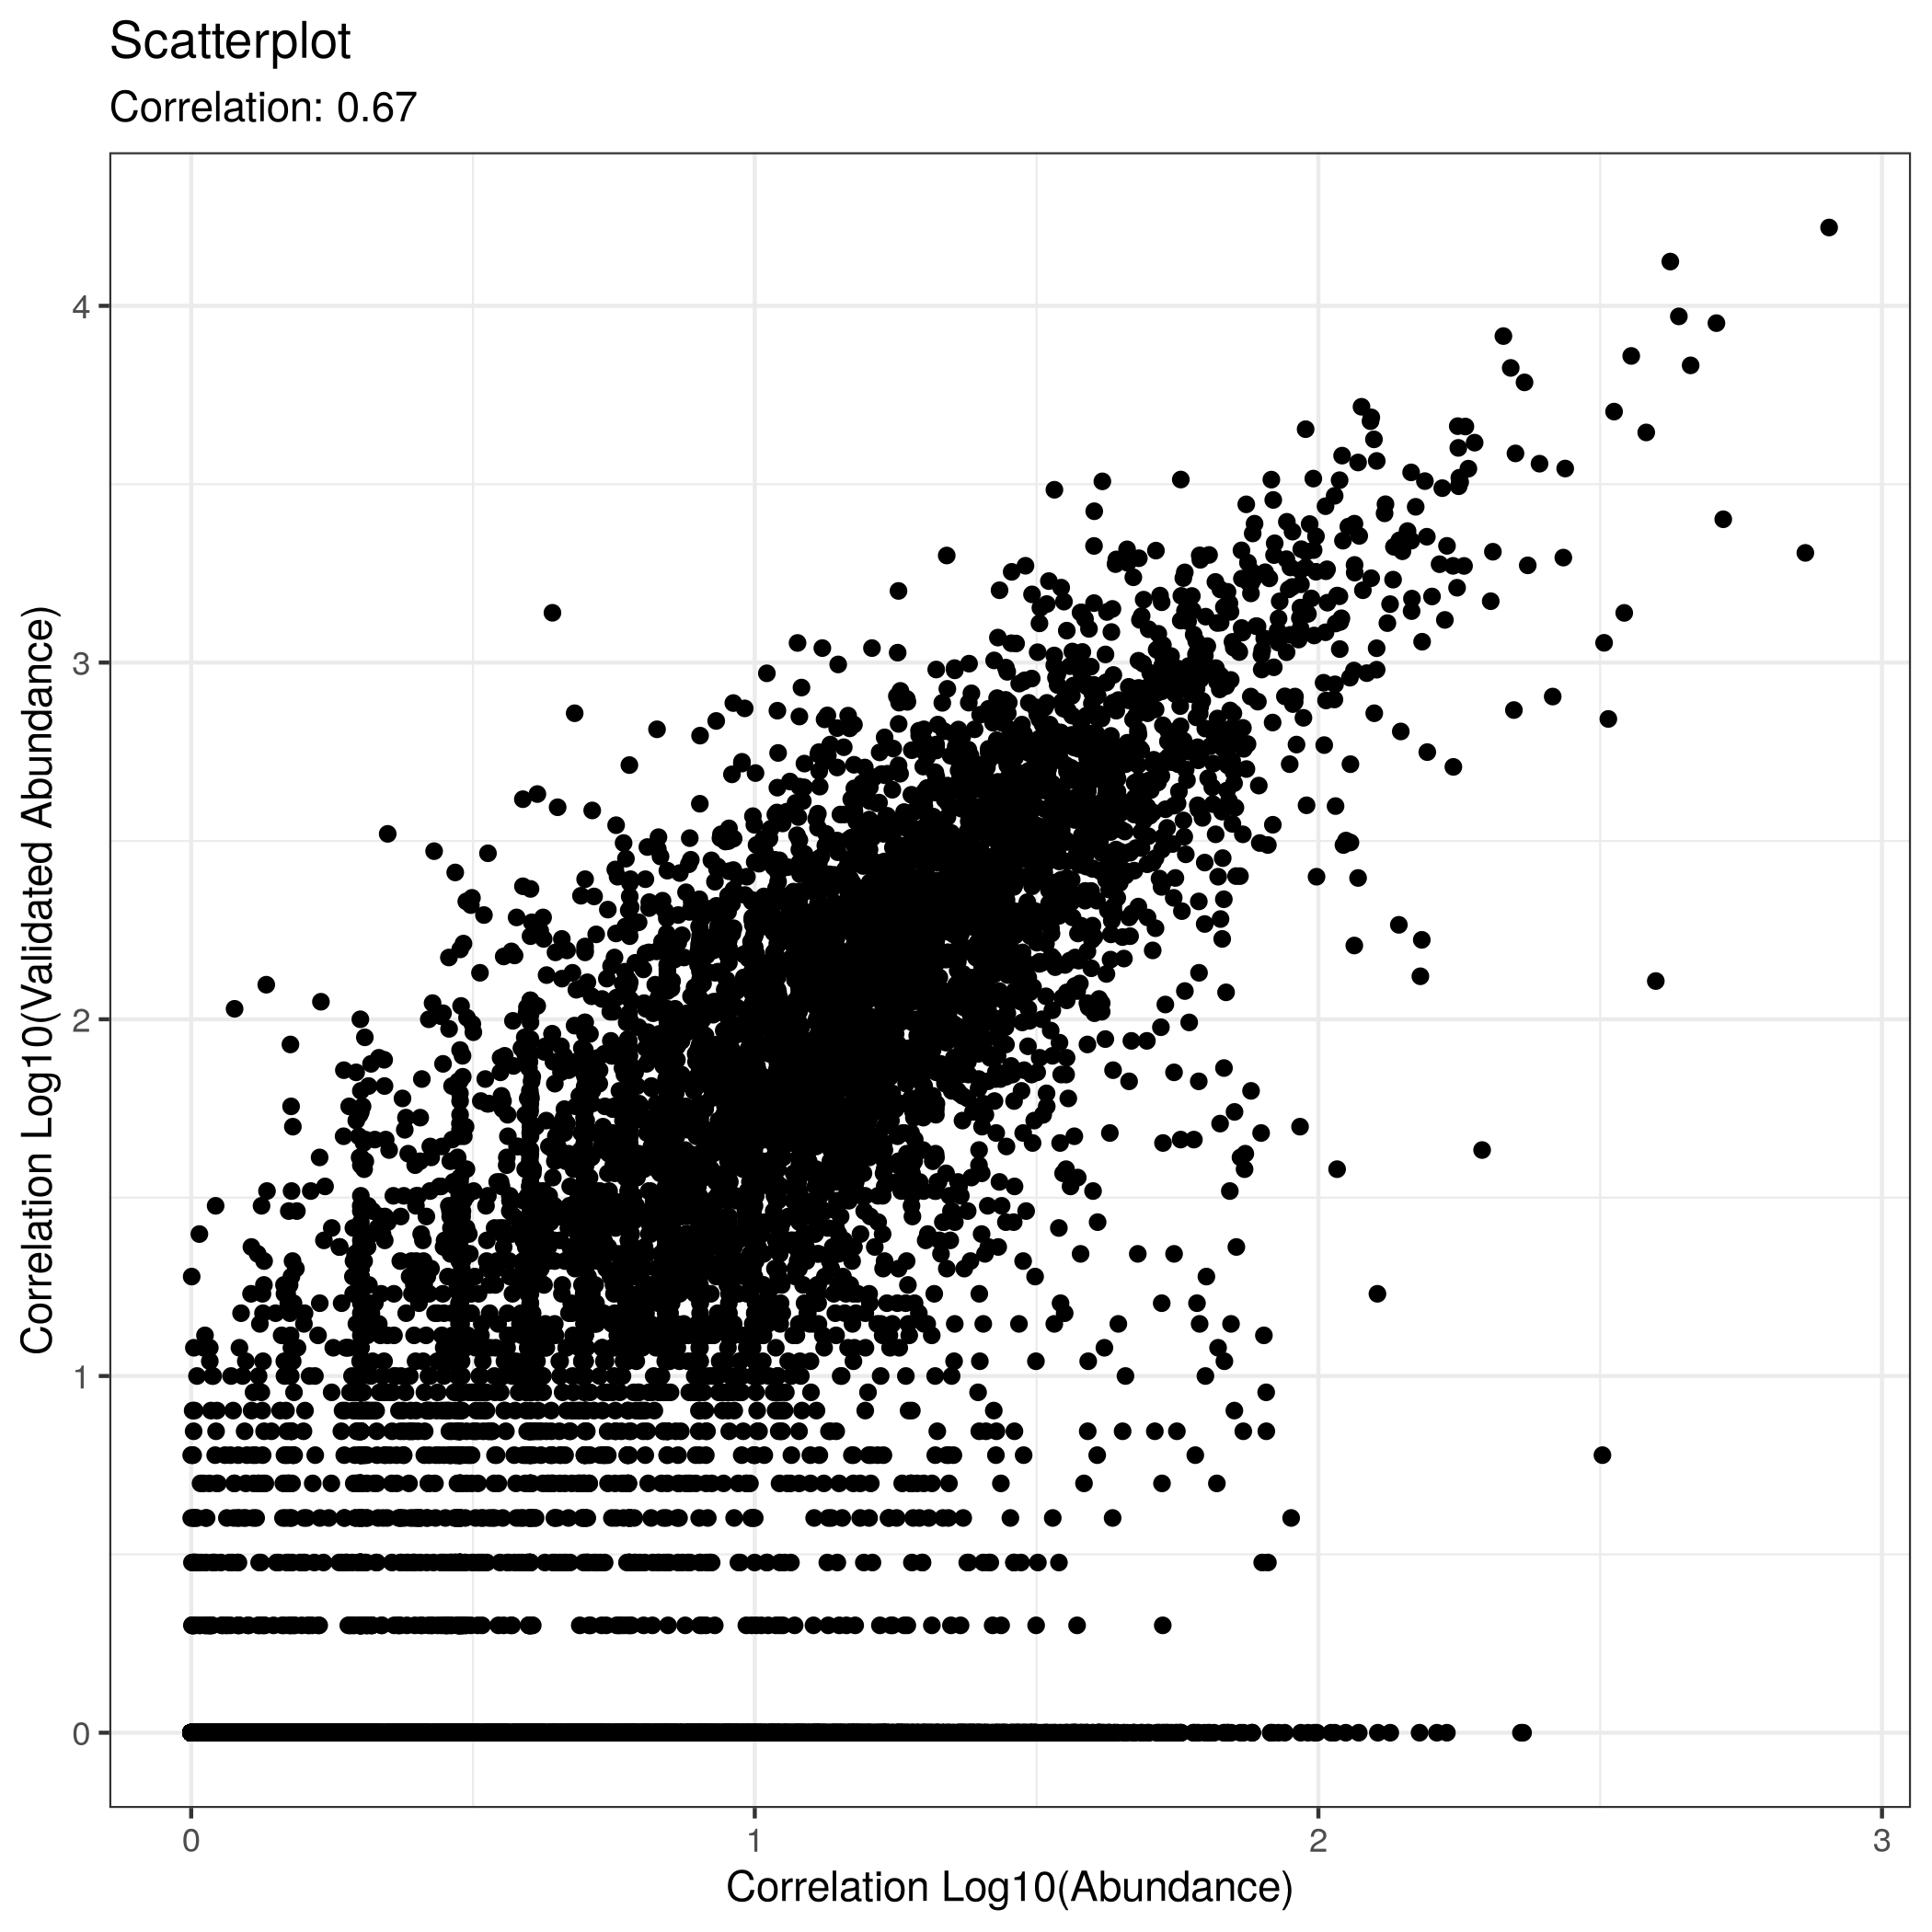 Scatterplot
Correlation: 0.67
Correlation Log10(Validated Abundance)
4
3
2
1
0
0 1 2 3
Correlation Log10(Abundance)